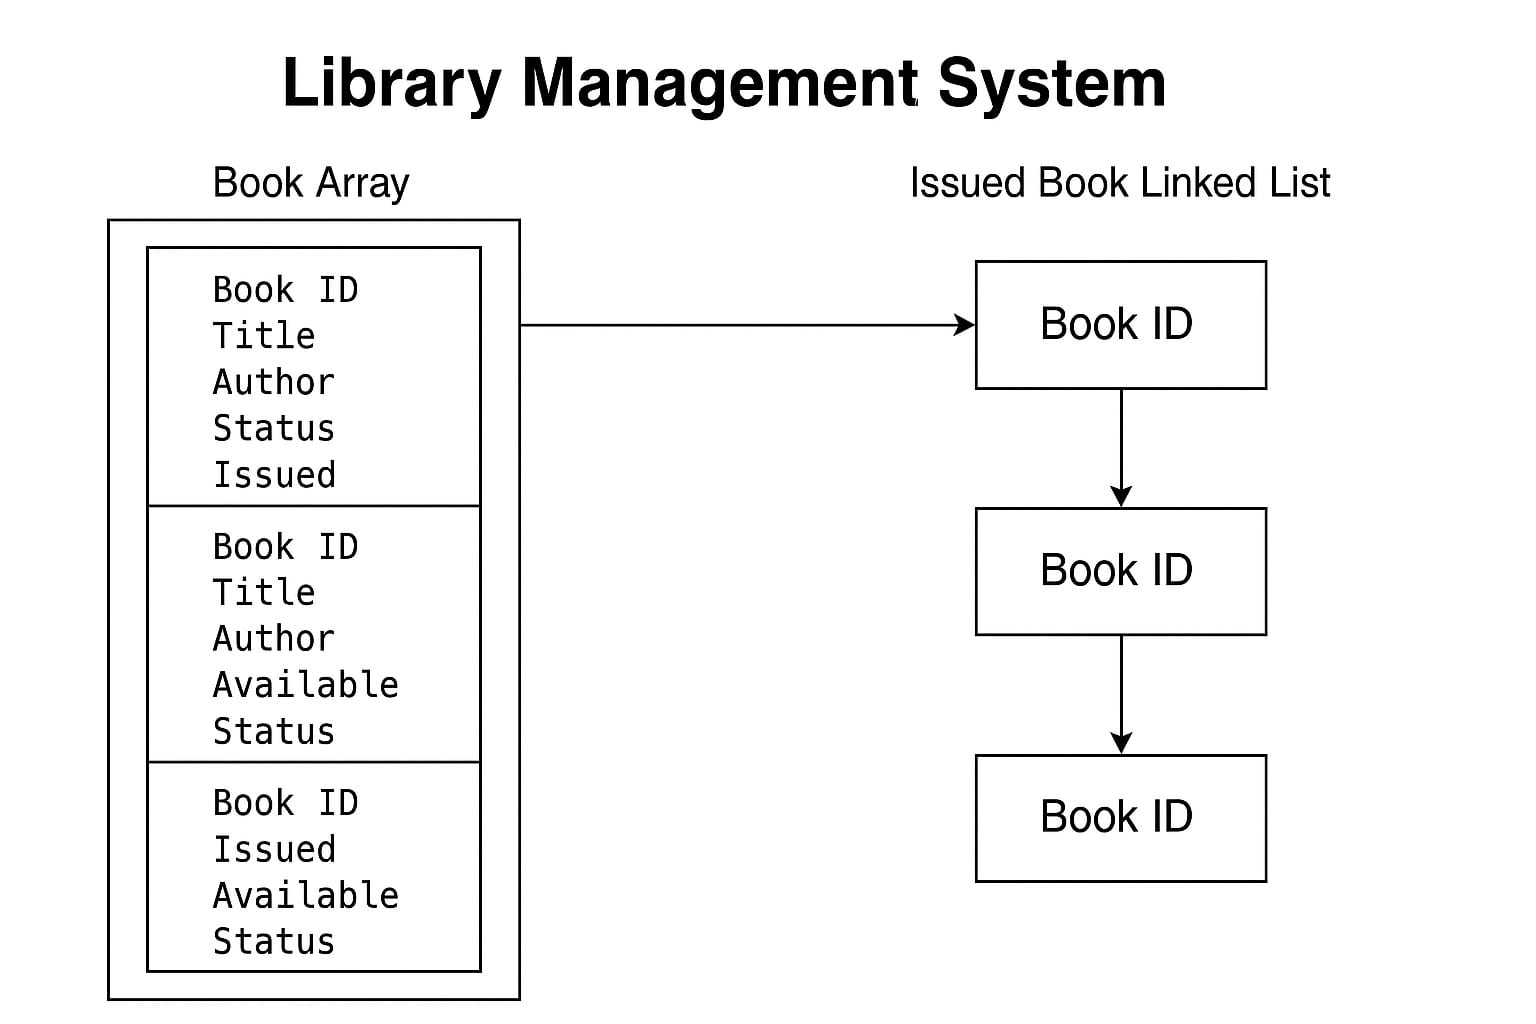 Library Management System
Book Array
Issued Book Linked List
Book ID
Title
Author
Status
Issued
Book ID
Title
Author
Available
Status
Book ID
Issued
Available
Status
Book ID
Book ID
Book ID